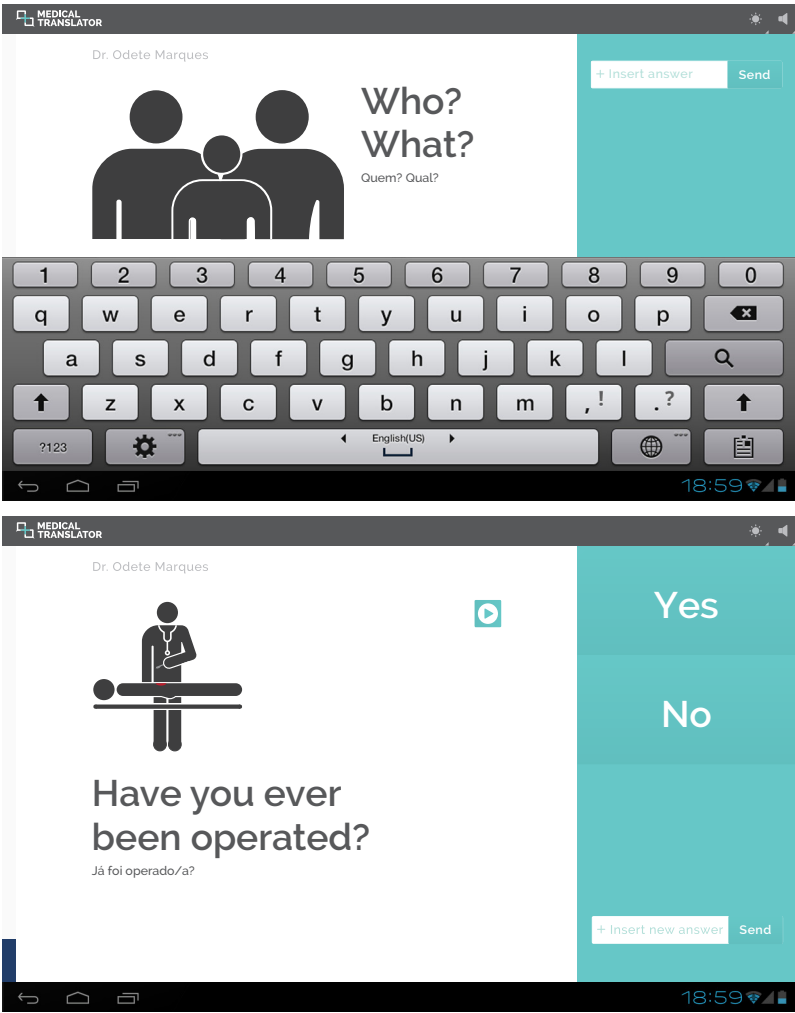 MEDICAL
TRANSLATOR
Dr. Odete Marques
Who?
What?
Quem? Qual?
+ Insert answer
Send
1 2 3 4 5 6 7 8 9 0
q w e r t y u i o p
a s d f g h j k l
z x c v b n m , ! . ?
?123
English(US)
18:59
MEDICAL
TRANSLATOR
Dr. Odete Marques
Yes
No
Have you ever
been operated?
Já foi operado/a?
+ Insert new answer
Send
18:59